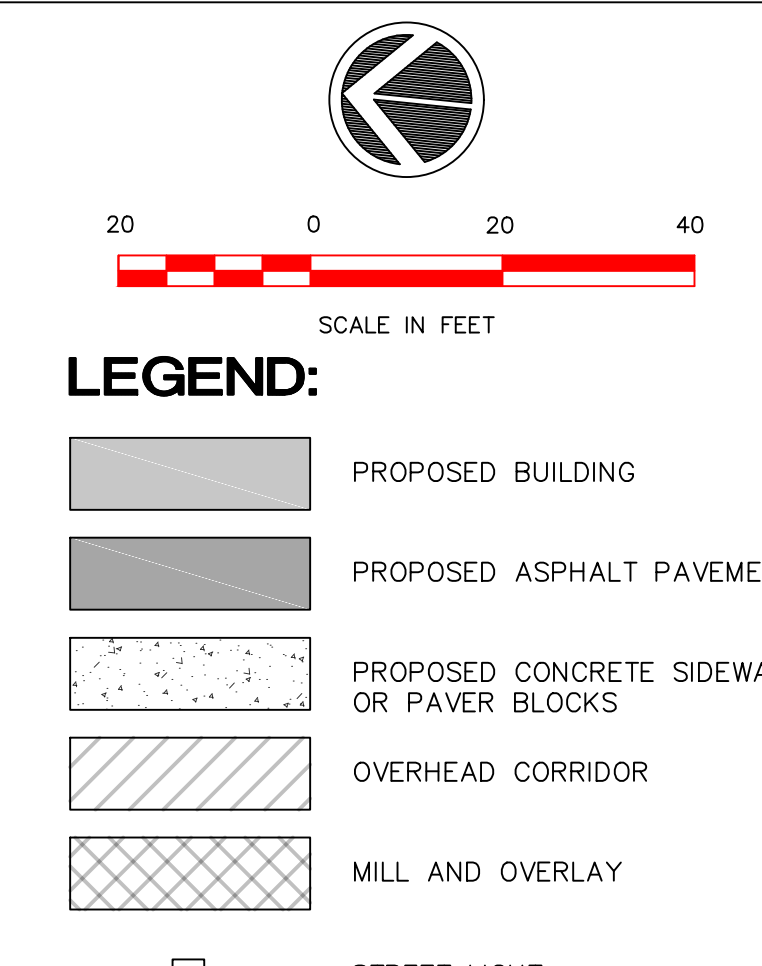 20 0 20 40
SCALE IN FEET
LEGEND:
PROPOSED BUILDING
PROPOSED ASPHALT PAVEME
PROPOSED CONCRETE SIDEWA
OR PAVER BLOCKS
OVERHEAD CORRIDOR
MILL AND OVERLAY